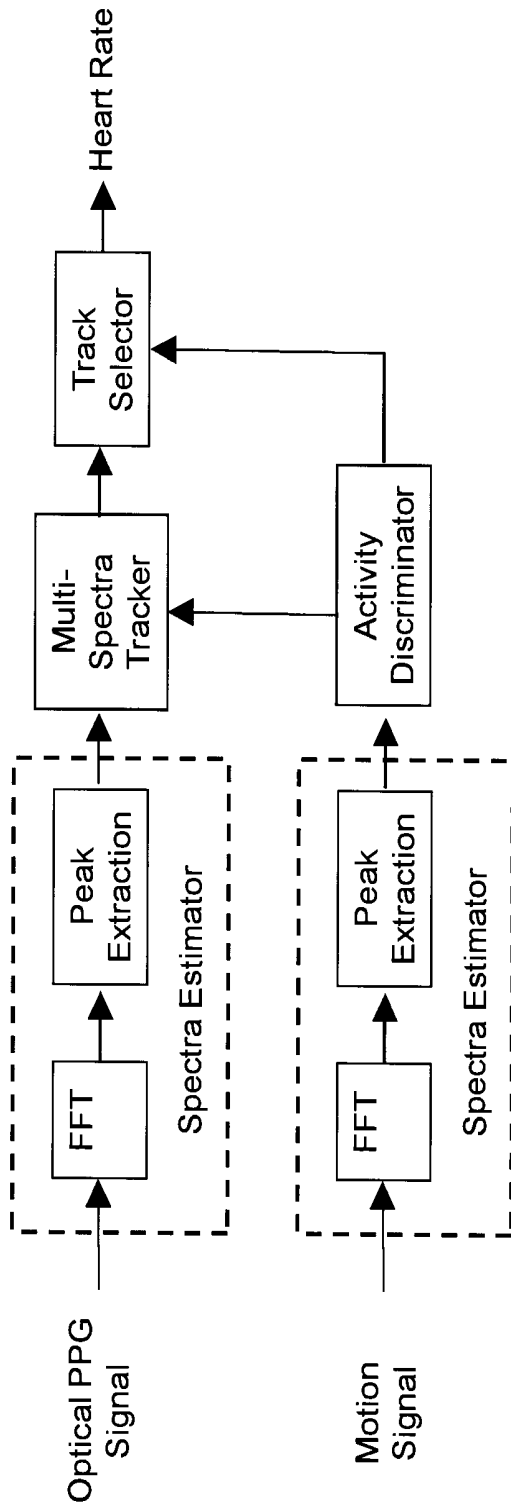 Optical PPG
Signal
FFT
Peak
Extraction
Spectra Estimator
Multi-
Spectra
Tracker
Track
Selector
Heart Rate
Motion
Signal
FFT
Peak
Extraction
Spectra Estimator
Activity
Discriminator